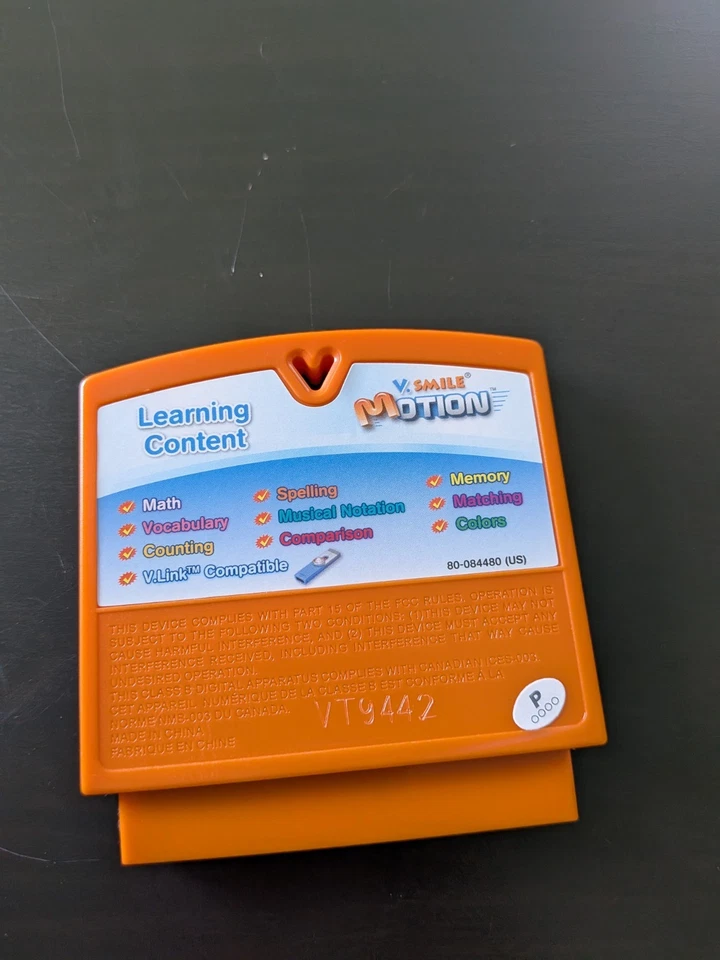 Learning
Content
V.SMILE®
MOTION™
Math
Vocabulary
Counting
V.Link™ Compatible
Spelling
Musical Notation
Comparison
Memory
Matching
Colors
80-084480 (US)
THIS DEVICE COMPLIES WITH PART 15 OF THE FCC RULES. OPERATION IS
SUBJECT TO THE FOLLOWING TWO CONDITIONS: (1)THIS DEVICE MAY NOT
CAUSE HARMFUL INTERFERENCE, AND (2), THIS DEVICE MUST ACCEPT ANY
INTERFERENCE RECEIVED, INCLUDING INTERFERENCE THAT MAY CAUSE
UNDESIRED OPERATION.
THIS CLASS B DIGITAL APPARATUS COMPLIES WITH CANADIAN ICES-003.
CET APPAREIL NUMÉRIQUE DE LA CLASSE B EST CONFORME À LA
NORME NMB-003 DU CANADA.
MADE IN CHINA
FABRIQUÉ EN CHINE
VT9442
P
0000